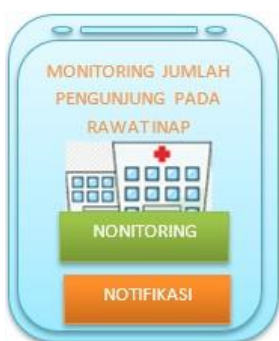 MONITORING JUMLAH
PENGUNJUNG PADA
RAWAT INAP
NONITORING
NOTIFIKASI